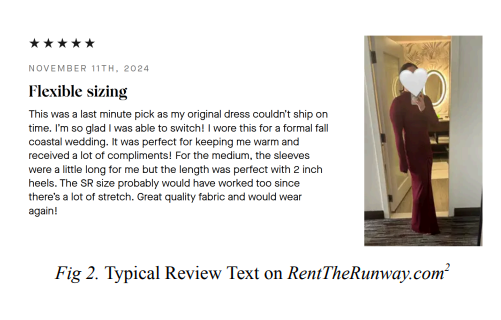 ★★★★★
NOVEMBER 11TH, 2024
Flexible sizing
This was a last minute pick as my original dress couldn't ship on
time. I'm so glad I was able to switch! I wore this for a formal fall
coastal wedding. It was perfect for keeping me warm and
received a lot of compliments! For the medium, the sleeves
were a little long for me but the length was perfect with 2 inch
heels. The SR size probably would have worked too since
there's a lot of stretch. Great quality fabric and would wear
again!
Fig 2. Typical Review Text on RentTheRunway.com²